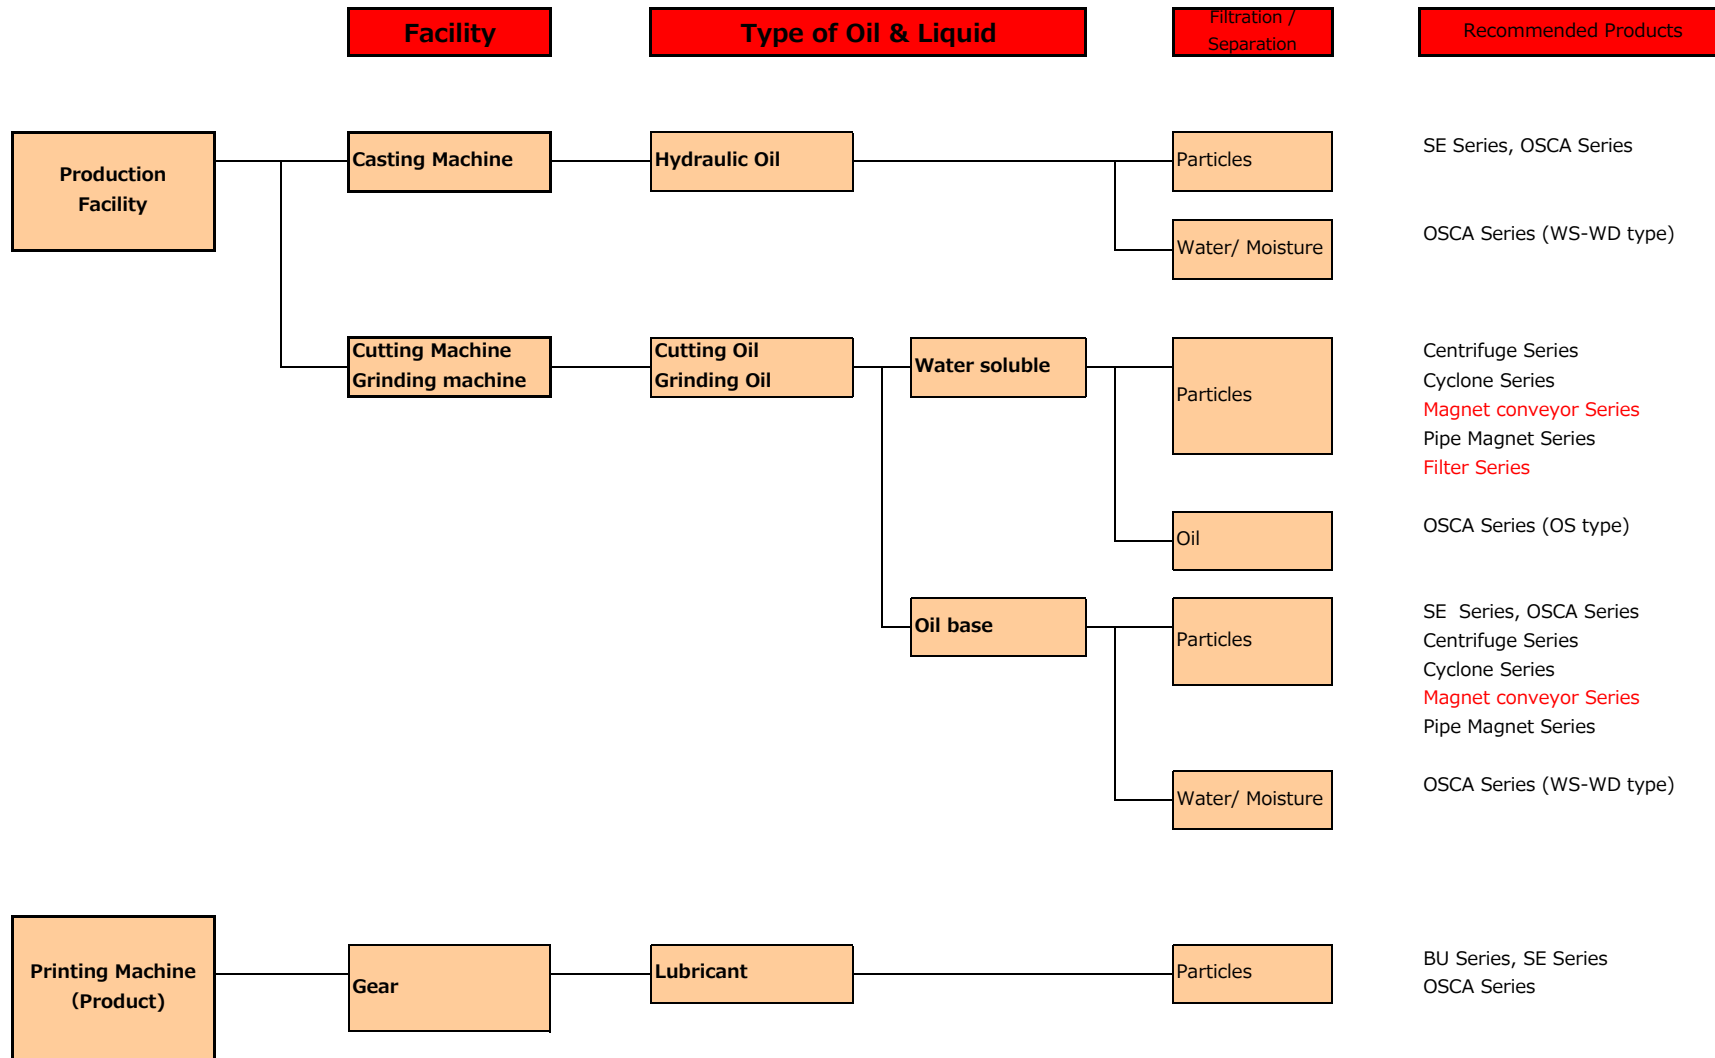 Facility
Type of Oil & Liquid
Filtration /
Separation
Recommended Products
Production
Facility
Casting Machine
Hydraulic Oil
Particles
SE Series, OSCA Series
Water/ Moisture
OSCA Series (WS-WD type)
Cutting Machine
Grinding machine
Cutting Oil
Grinding Oil
Water soluble
Particles
Centrifuge Series
Cyclone Series
Magnet conveyor Series
Pipe Magnet Series
Filter Series
Oil
OSCA Series (OS type)
Oil base
Particles
SE  Series, OSCA Series
Centrifuge Series
Cyclone Series
Magnet conveyor Series
Pipe Magnet Series
Water/ Moisture
OSCA Series (WS-WD type)
Printing Machine
(Product)
Gear
Lubricant
Particles
BU Series, SE Series
OSCA Series